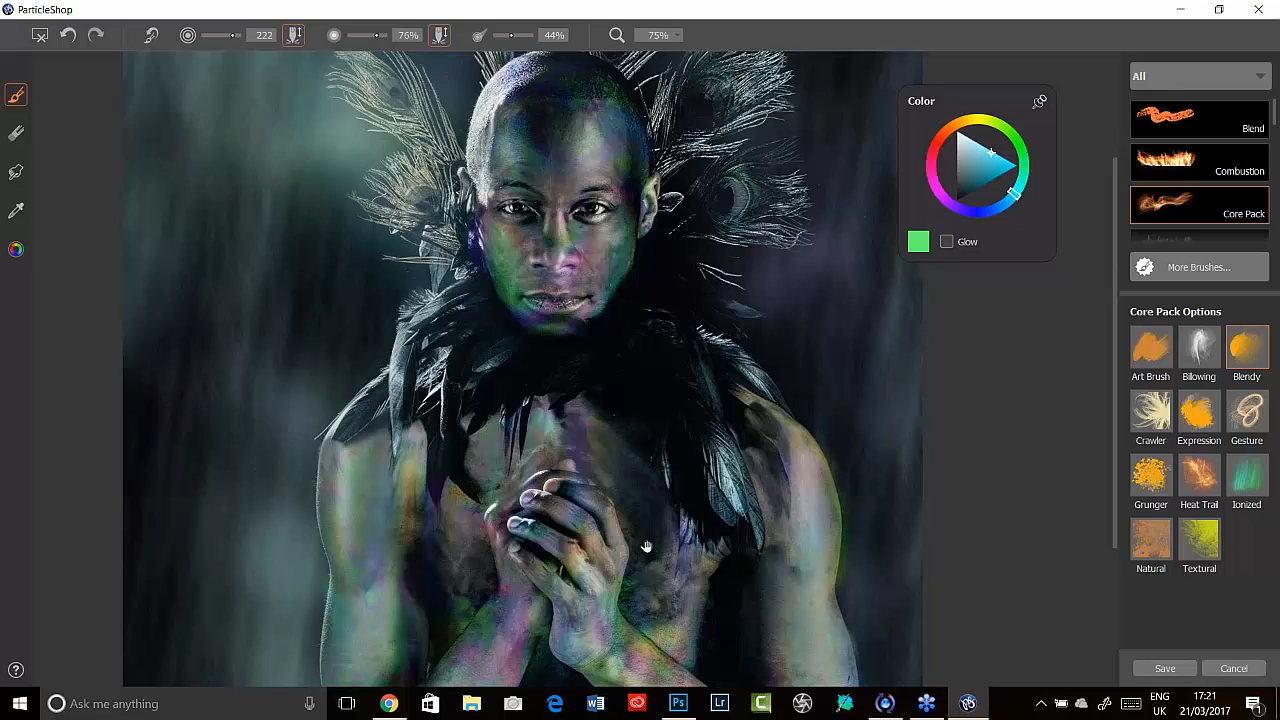 ParticleShop
222
76%
44%
75%
All
Color
Blend
Combustion
Core Pack
Glow
More Brushes...
Core Pack Options
Art Brush
Billowing
Blendy
Crawler
Expression
Gesture
Grunger
Heat Trail
Ionized
Natural
Textural
Save
Cancel
Ask me anything
ENG
UK
17:21
21/03/2017